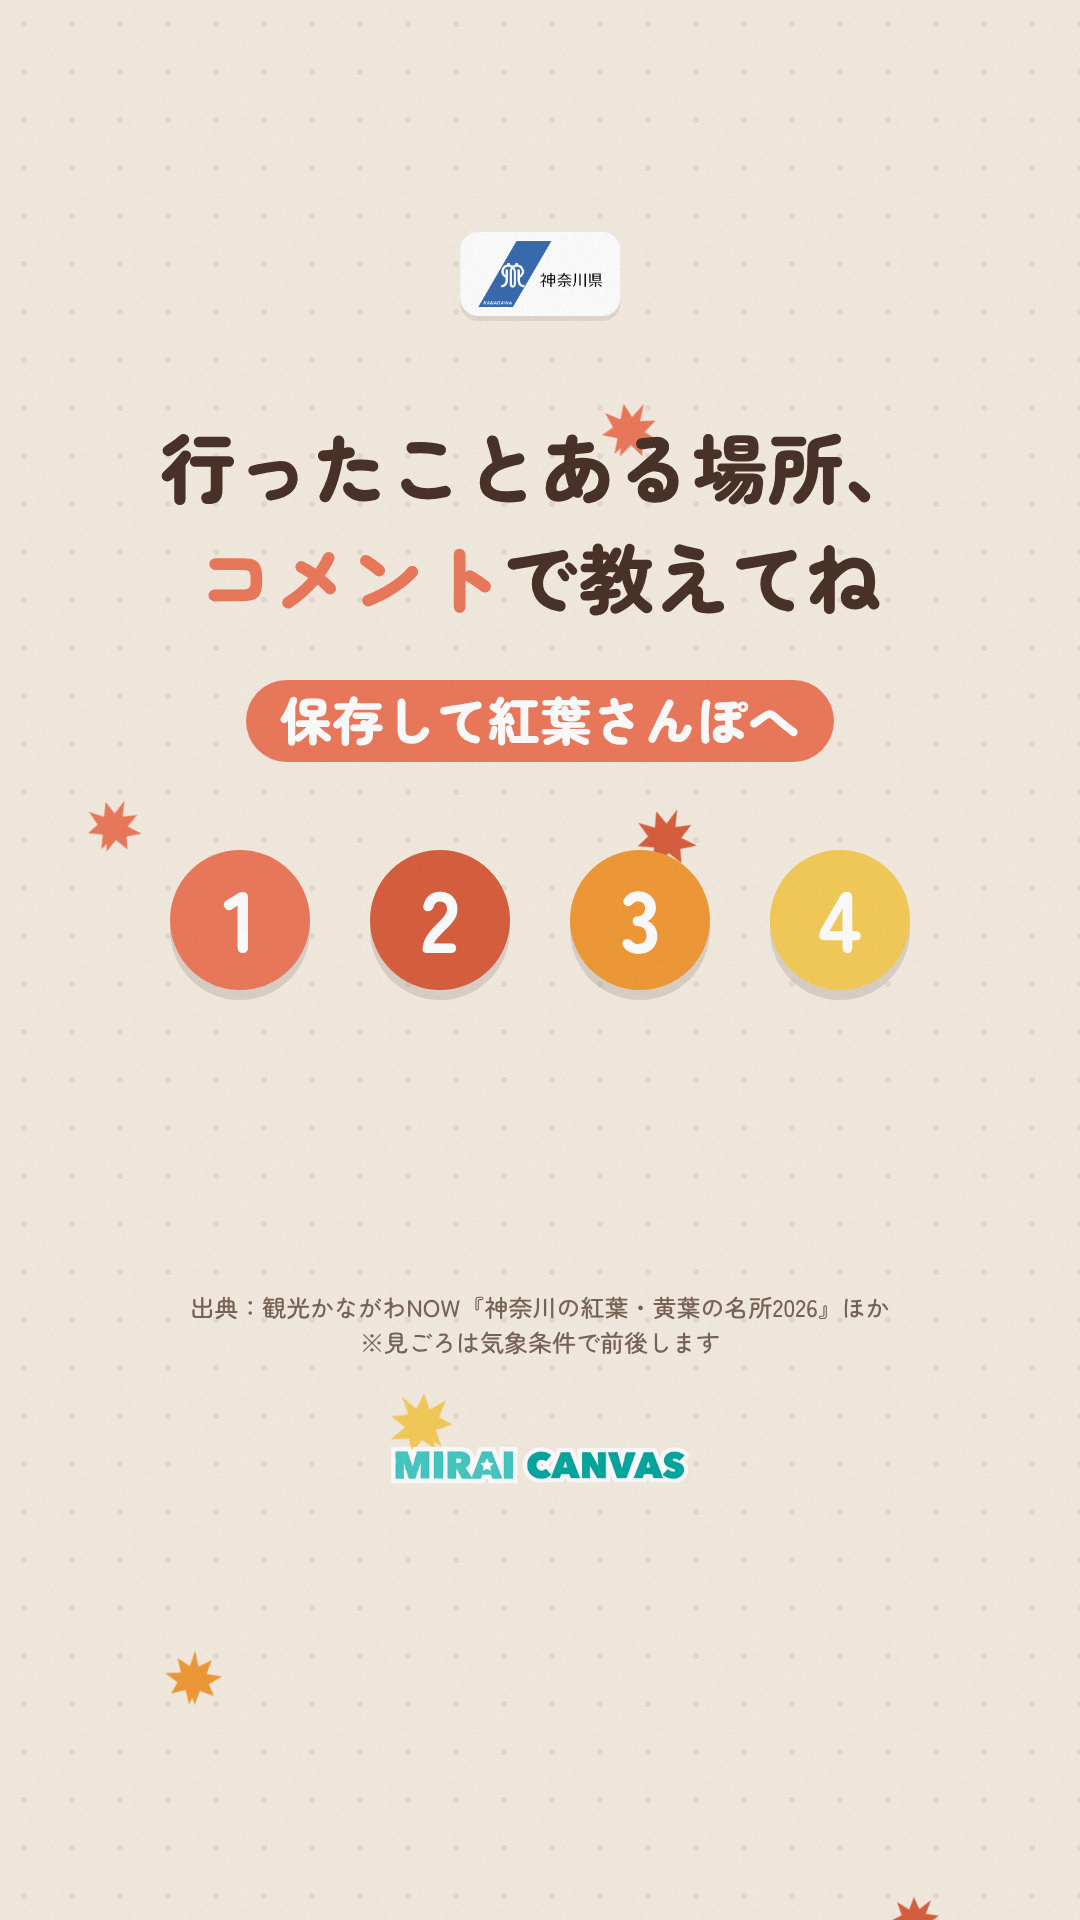 KANAGAWA
神奈川県
行ったことある場所、
コメントで教えてね
保存して紅葉さんぽへ
1 2 3 4
出典：観光かながわNOW『神奈川の紅葉・黄葉の名所2026』ほか
※見ごろは気象条件で前後します
MIRAI CANVAS